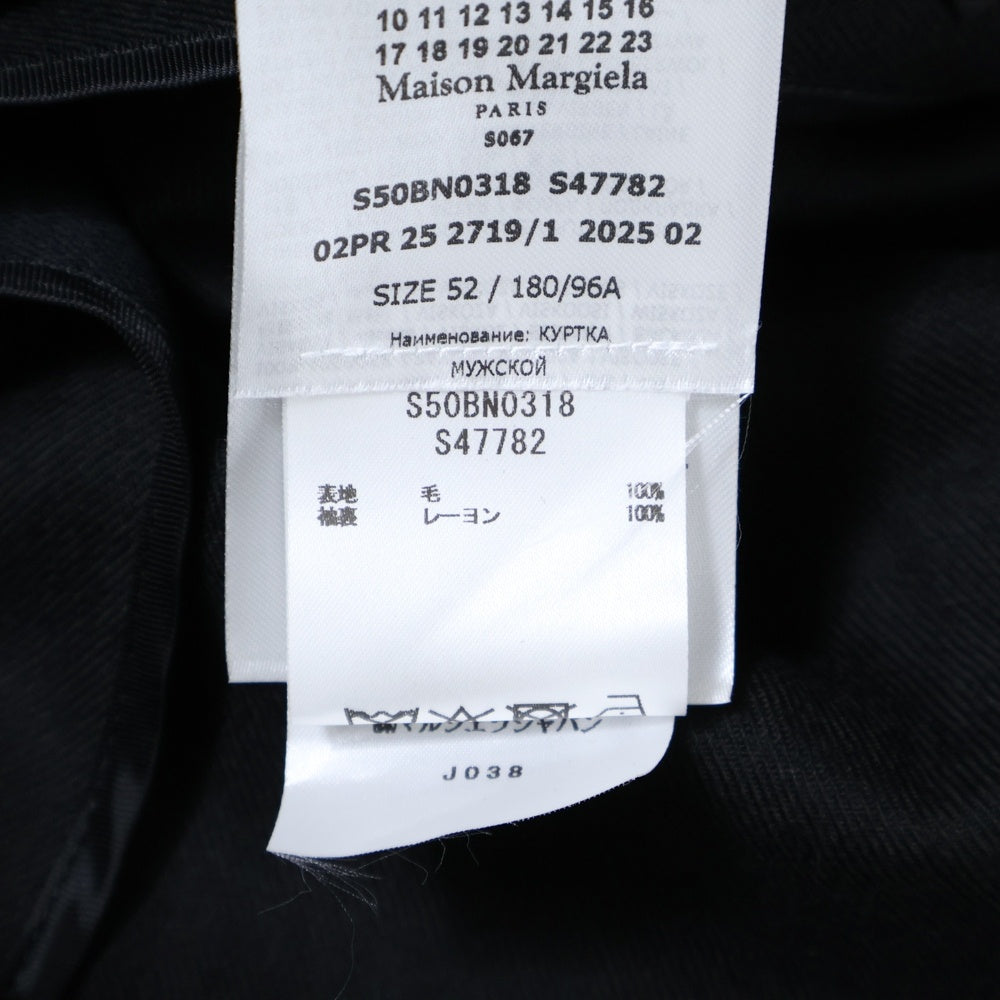 10 11 12 13 14 15 16
17 18 19 20 21 22 23
Maison Margiela
PARIS
S067
S50BN0318 S47782
02PR 25 2719/1 2025 02
SIZE 52 / 180/96A
Наименование: КУРТКА
МУЖСКОЙ
S50BN0318
S47782
表地 毛 100%
袖裏 レーヨン 100%
J038